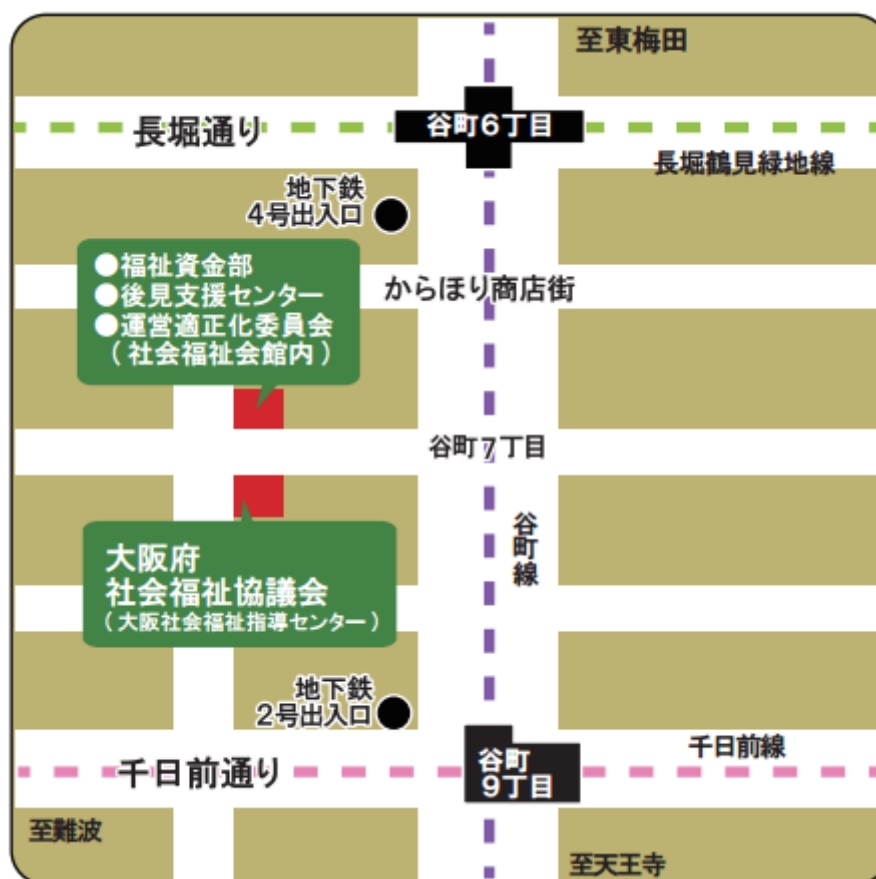 至東梅田
谷町6丁目
長堀通り
長堀鶴見緑地線
地下鉄
4号出入口
●福祉資金部
●後見支援センター
●運営適正化委員会
（社会福祉会館内）
からほり商店街
谷町7丁目
谷町線
大阪府
社会福祉協議会
（大阪社会福祉指導センター）
地下鉄
2号出入口
千日前線
谷町
9丁目
千日前通り
至難波
至天王寺